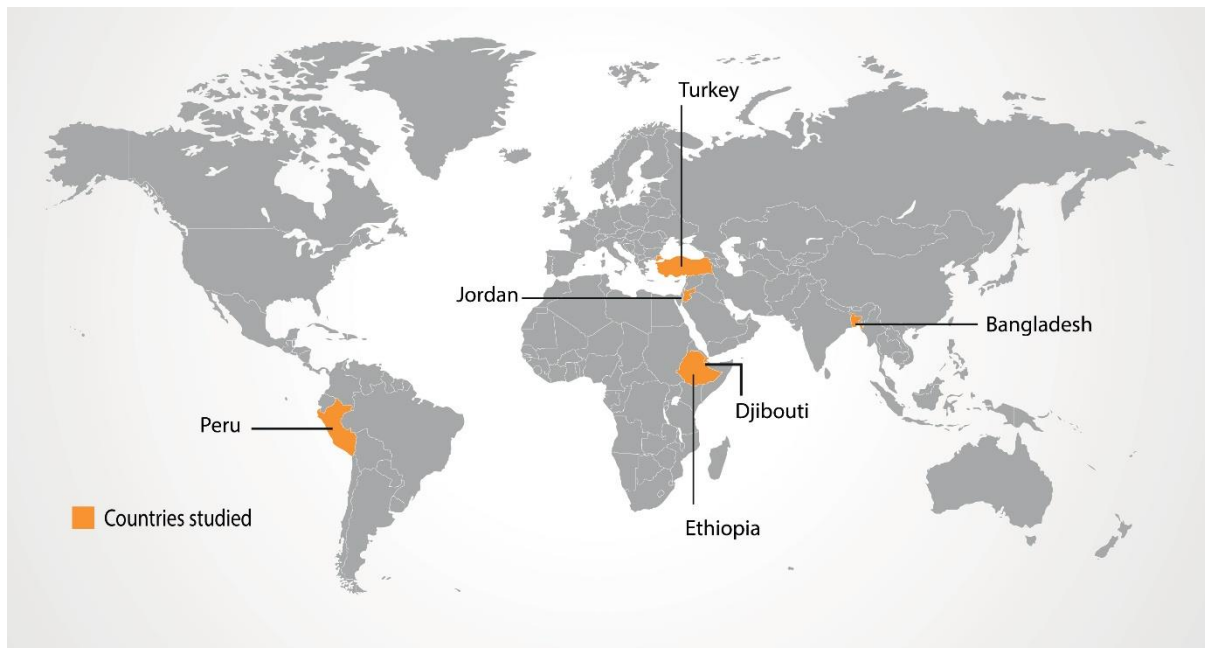 Turkey
Jordan
Bangladesh
Djibouti
Peru
Countries studied
Ethiopia